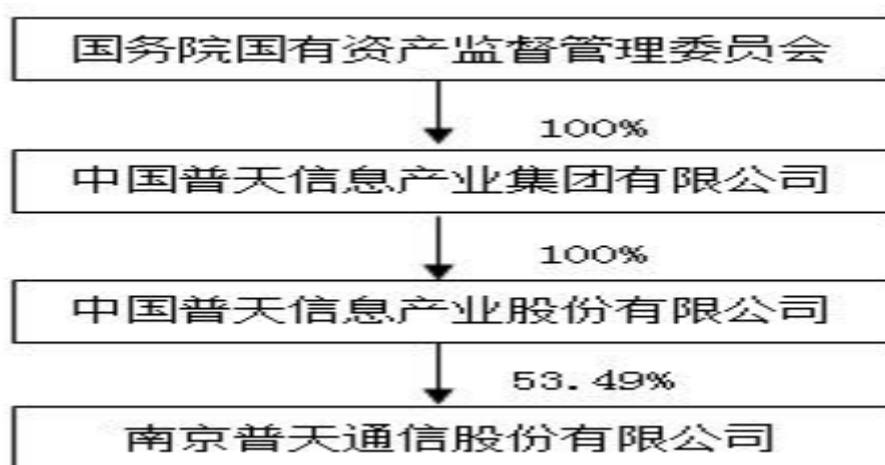 国务院国有资产监督管理委员会
100%
中国普天信息产业集团有限公司
100%
中国普天信息产业股份有限公司
53.49%
南京普天通信股份有限公司